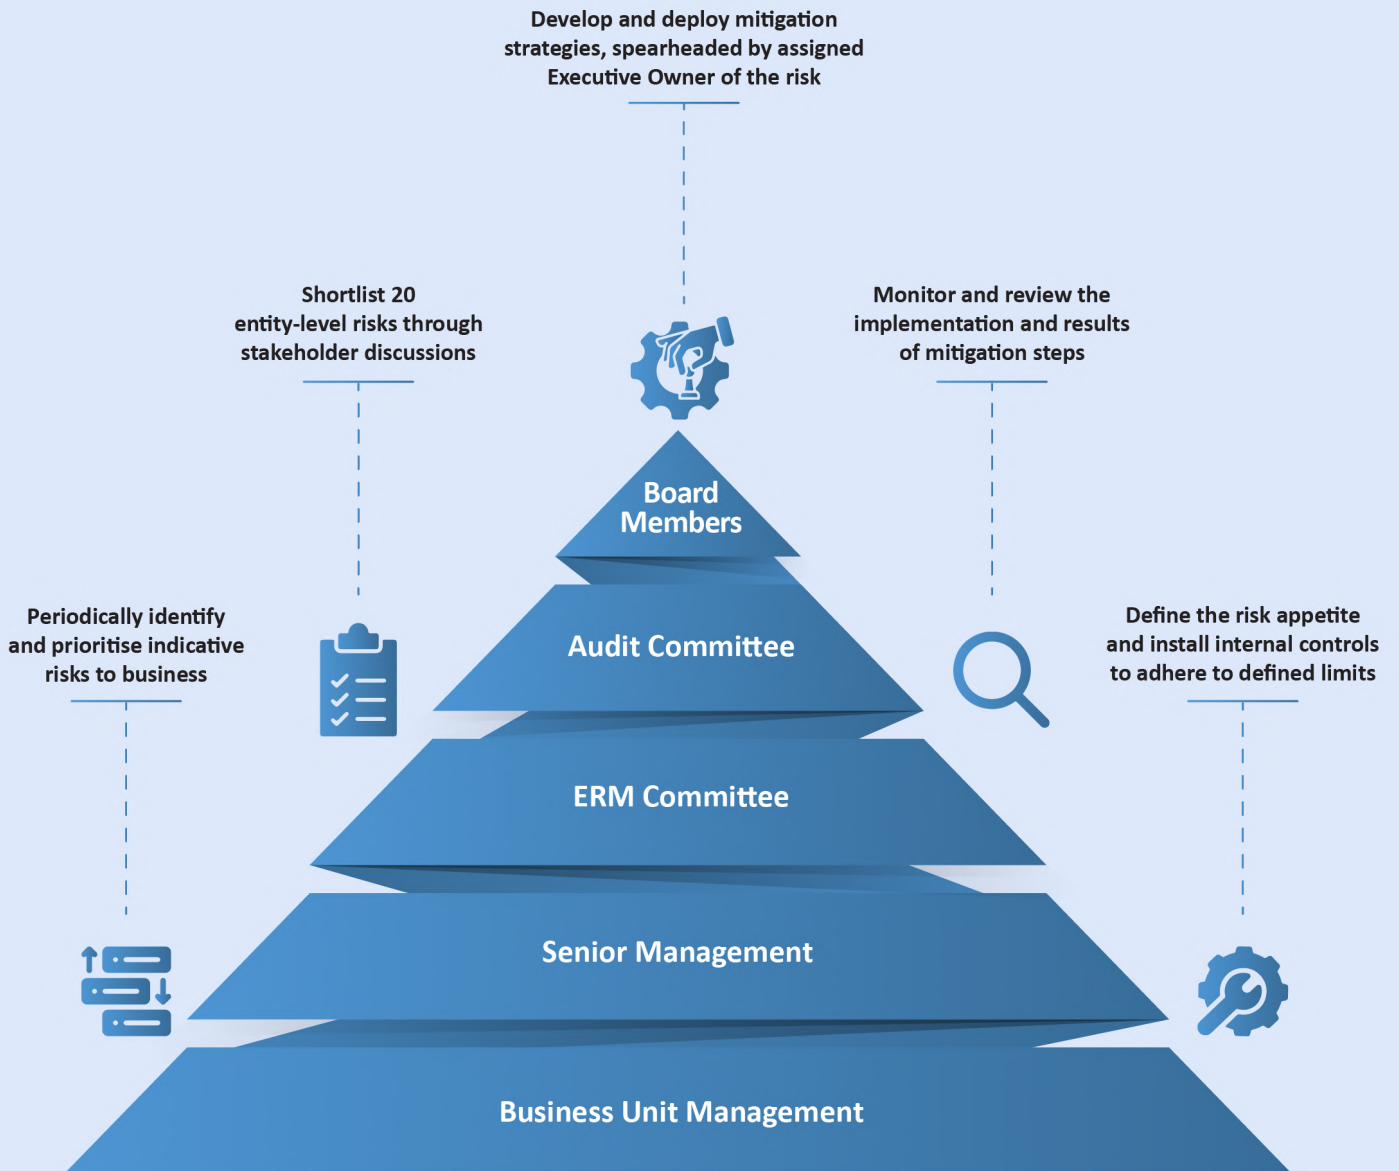 Develop and deploy mitigation
strategies, spearheaded by assigned
Executive Owner of the risk
Shortlist 20
entity-level risks through
stakeholder discussions
Monitor and review the
implementation and results
of mitigation steps
Periodically identify
and prioritise indicative
risks to business
Define the risk appetite
and install internal controls
to adhere to defined limits
Board
Members
Audit Committee
ERM Committee
Senior Management
Business Unit Management